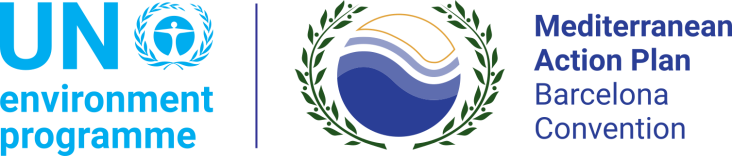 UN
environment
programme
Mediterranean
Action Plan
Barcelona
Convention